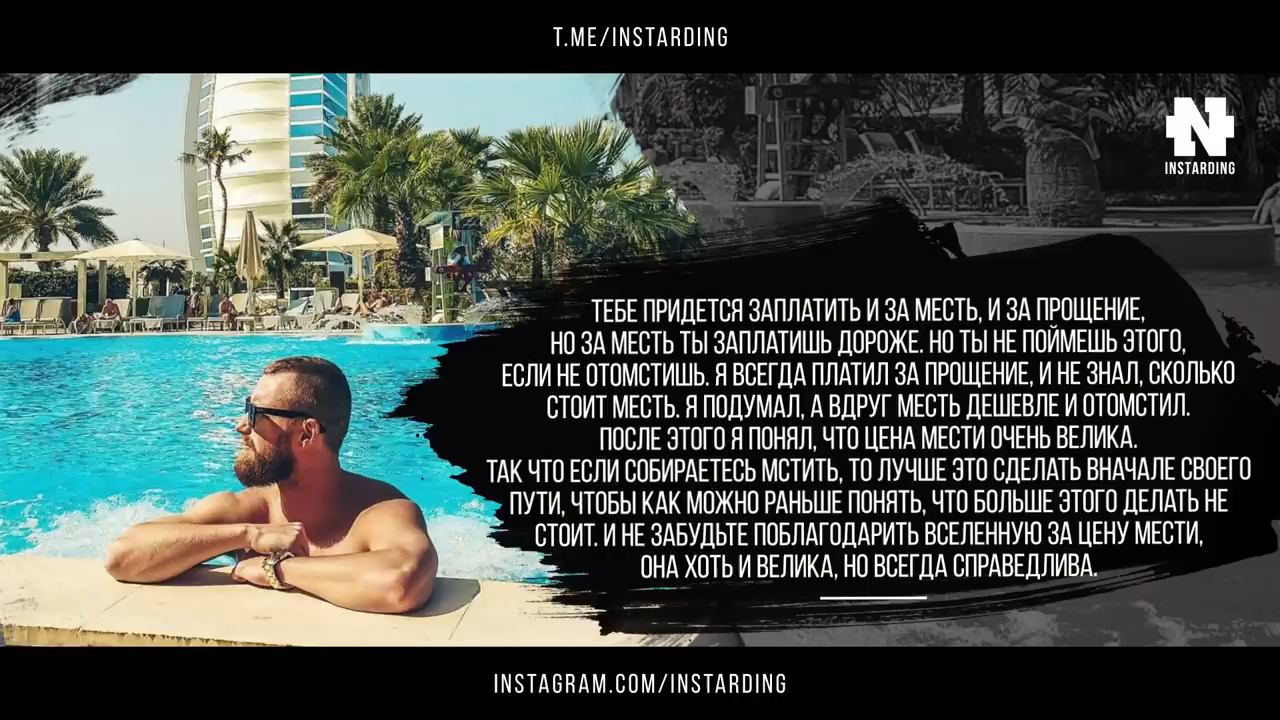 T.ME/INSTARDING
N
INSTARDING
ТЕБЕ ПРИДЕТСЯ ЗАПЛАТИТЬ И ЗА МЕСТЬ, И ЗА ПРОЩЕНИЕ,
НО ЗА МЕСТЬ ТЫ ЗАПЛАТИШЬ ДОРОЖЕ. НО ТЫ НЕ ПОЙМЕШЬ ЭТОГО,
ЕСЛИ НЕ ОТОМСТИШЬ. Я ВСЕГДА ПЛАТИЛ ЗА ПРОЩЕНИЕ, И НЕ ЗНАЛ, СКОЛЬКО
СТОИТ МЕСТЬ. Я ПОДУМАЛ, А ВДРУГ МЕСТЬ ДЕШЕВЛЕ И ОТОМСТИЛ.
ПОСЛЕ ЭТОГО Я ПОНЯЛ, ЧТО ЦЕНА МЕСТИ ОЧЕНЬ ВЕЛИКА.
ТАК ЧТО ЕСЛИ СОБИРАЕТЕСЬ МСТИТЬ, ТО ЛУЧШЕ ЭТО СДЕЛАТЬ ВНАЧАЛЕ СВОЕГО
ПУТИ, ЧТОБЫ КАК МОЖНО РАНЬШЕ ПОНЯТЬ, ЧТО БОЛЬШЕ ЭТОГО ДЕЛАТЬ НЕ
СТОИТ. И НЕ ЗАБУДЬТЕ ПОБЛАГОДАРИТЬ ВСЕЛЕННУЮ ЗА ЦЕНУ МЕСТИ,
ОНА ХОТЬ И ВЕЛИКА, НО ВСЕГДА СПРАВЕДЛИВА.
INSTAGRAM.COM/INSTARDING